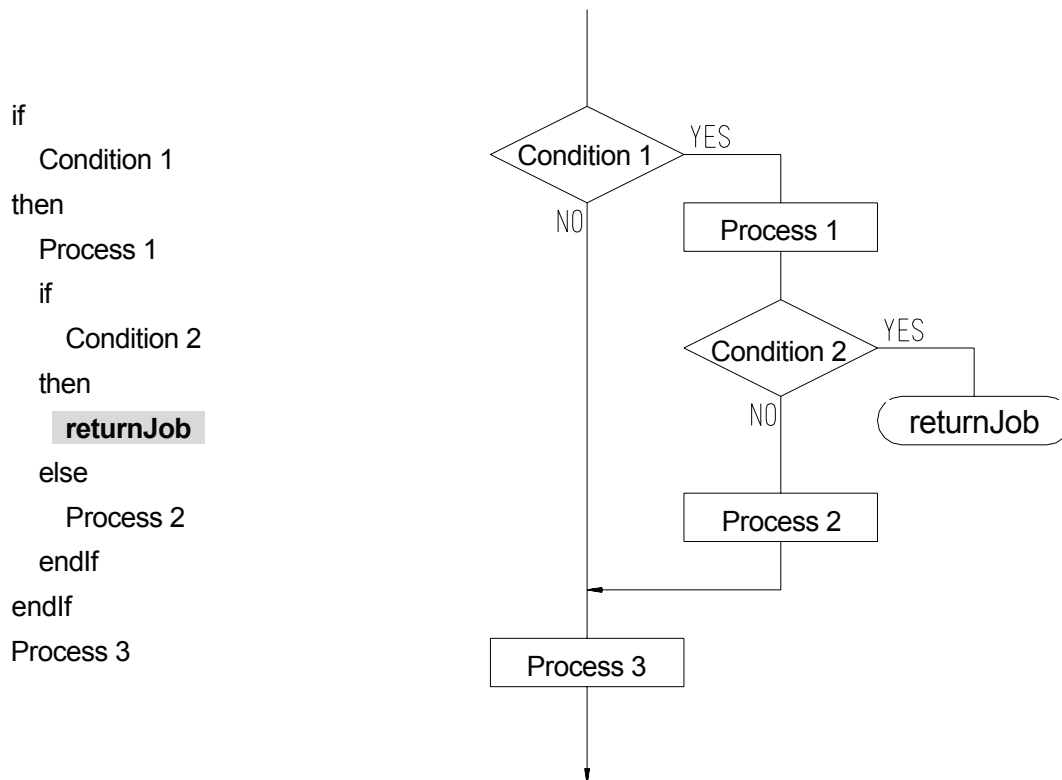 if
Condition 1
then
Process 1
if
Condition 2
then
returnJob
else
Process 2
endIf
endIf
Process 3
Condition 1
YES
NO
Process 1
Condition 2
YES
NO
returnJob
Process 2
Process 3